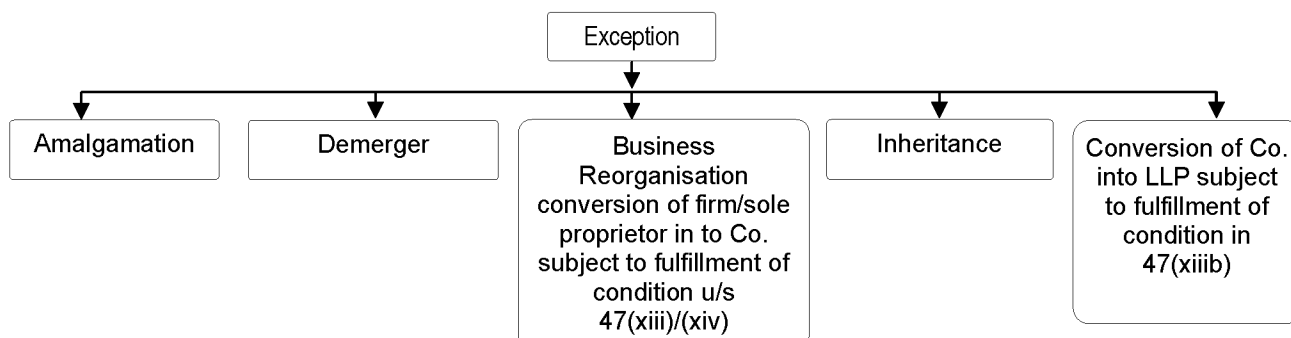 Exception
Amalgamation
Demerger
Business
Reorganisation
conversion of firm/sole
proprietor in to Co.
subject to fulfillment of
condition u/s
47(xiii)/(xiv)
Inheritance
Conversion of Co.
into LLP subject
to fulfillment of
condition in
47(xiiib)